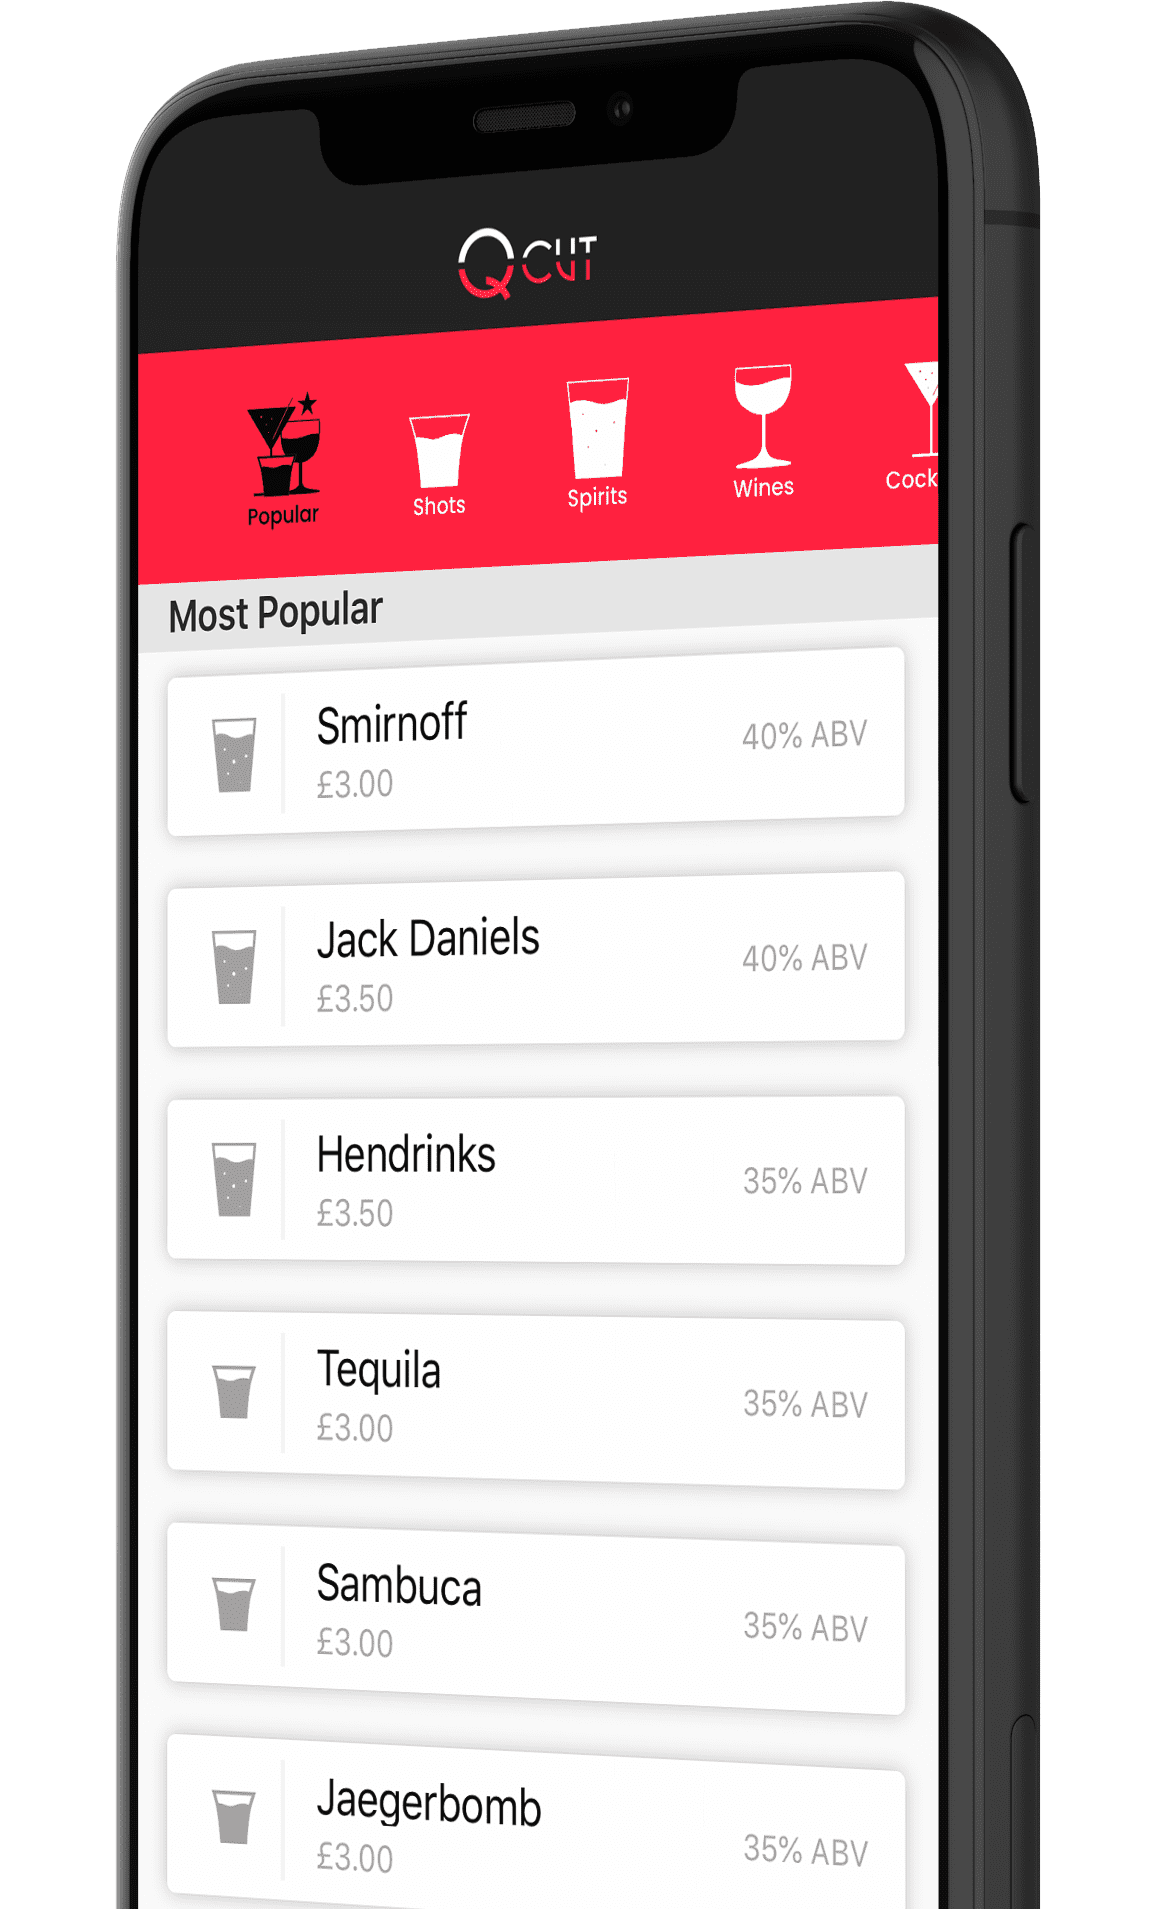 QCUT
Popular
Shots
Spirits
Wines
Cock
Most Popular
Smirnoff
£3.00
40% ABV
Jack Daniels
£3.50
40% ABV
Hendrinks
£3.50
35% ABV
Tequila
£3.00
35% ABV
Sambuca
£3.00
35% ABV
Jaegerbomb
£3.00
35% ABV